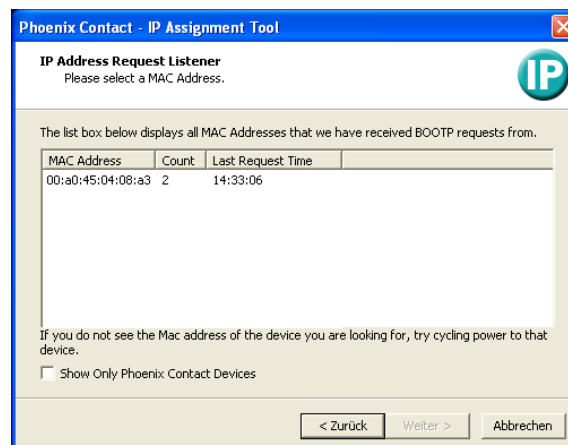 Phoenix Contact - IP Assignment Tool
IP Address Request Listener
Please select a MAC Address.
IP
The list box below displays all MAC Addresses that we have received BOOTP requests from.
MAC Address Count Last Request Time
00:a0:45:04:08:a3 2 14:33:06
If you do not see the Mac address of the device you are looking for, try cycling power to that
device.
Show Only Phoenix Contact Devices
< Zurück Weiter > Abbrechen